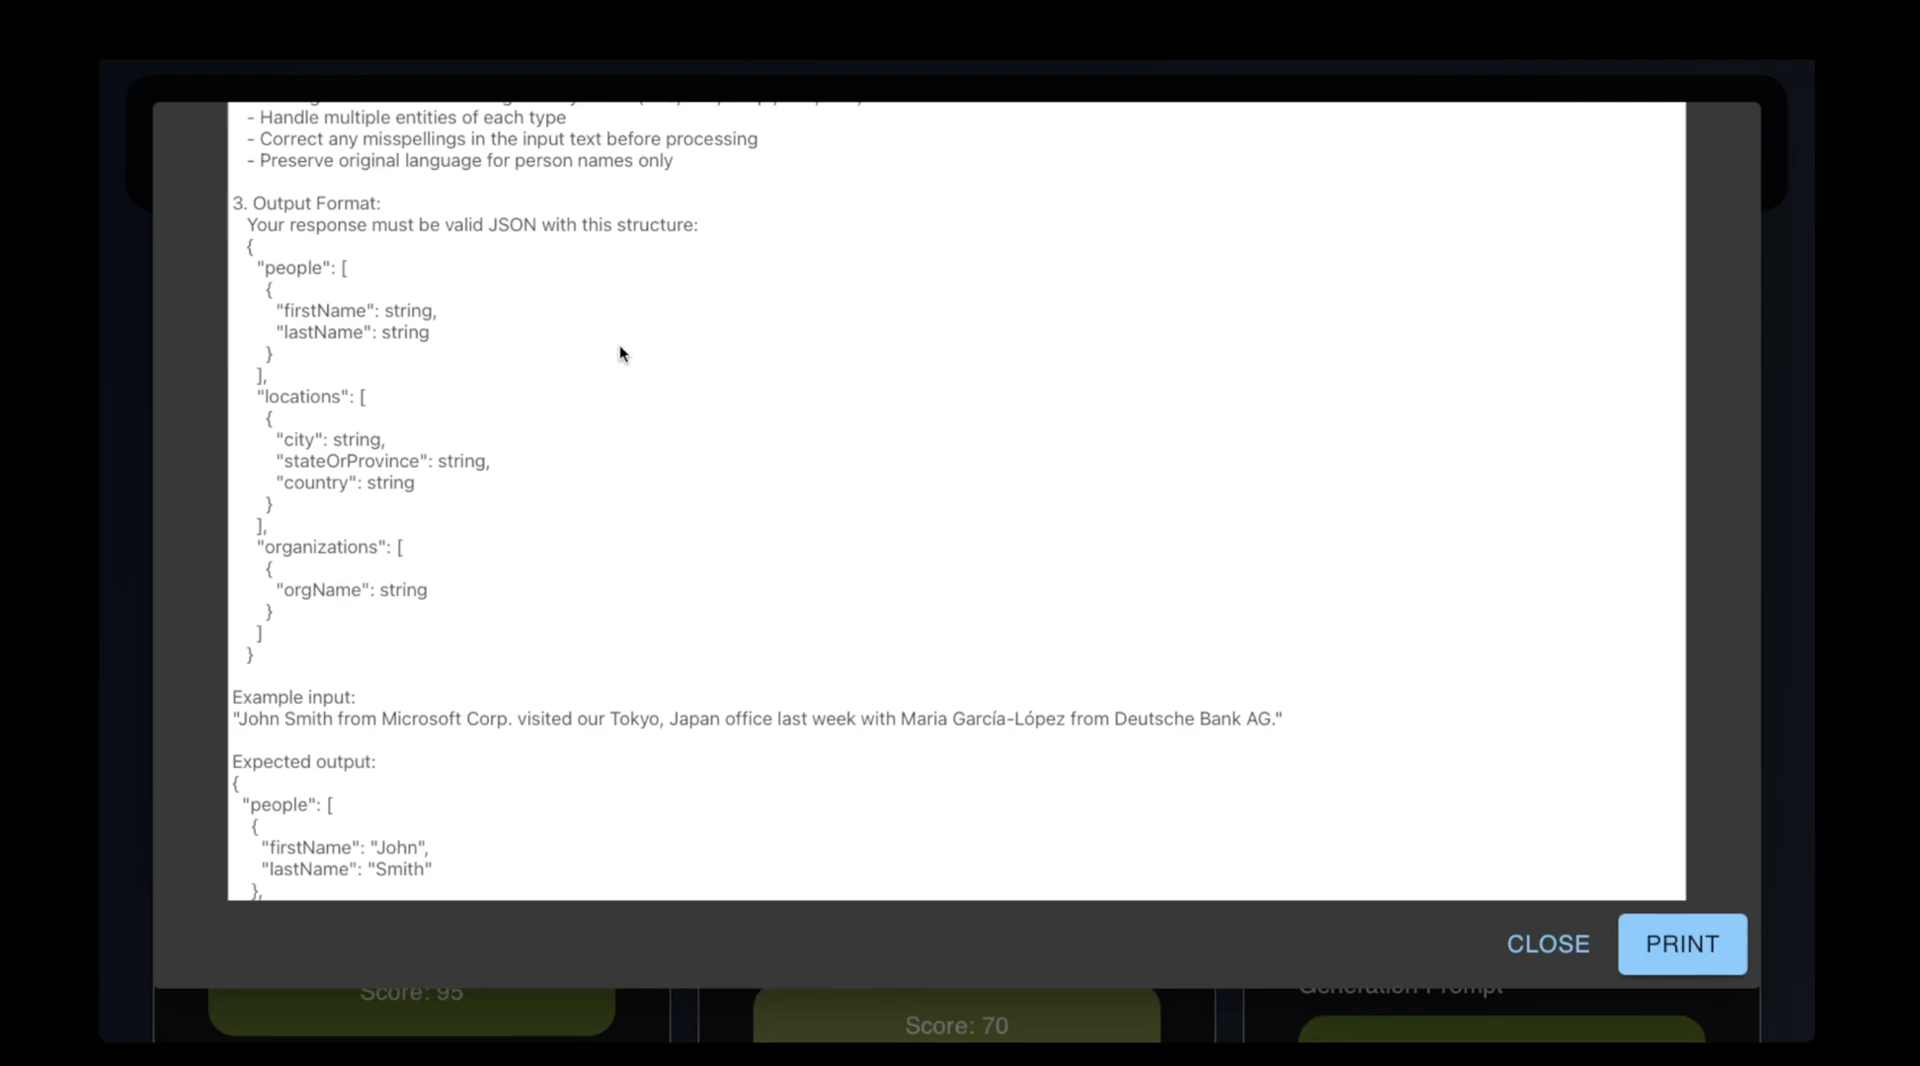 - Handle multiple entities of each type
- Correct any misspellings in the input text before processing
- Preserve original language for person names only
3. Output Format:
Your response must be valid JSON with this structure:
{
"people": [
{
"firstName": string,
"lastName": string
}
],
"locations": [
{
"city": string,
"stateOrProvince": string,
"country": string
}
],
"organizations": [
{
"orgName": string
}
]
}
Example input:
"John Smith from Microsoft Corp. visited our Tokyo, Japan office last week with Maria García-López from Deutsche Bank AG."
Expected output:
{
"people": [
{
"firstName": "John",
"lastName": "Smith"
},
CLOSE
PRINT
Score: 95
Score: 70
Generation Prompt